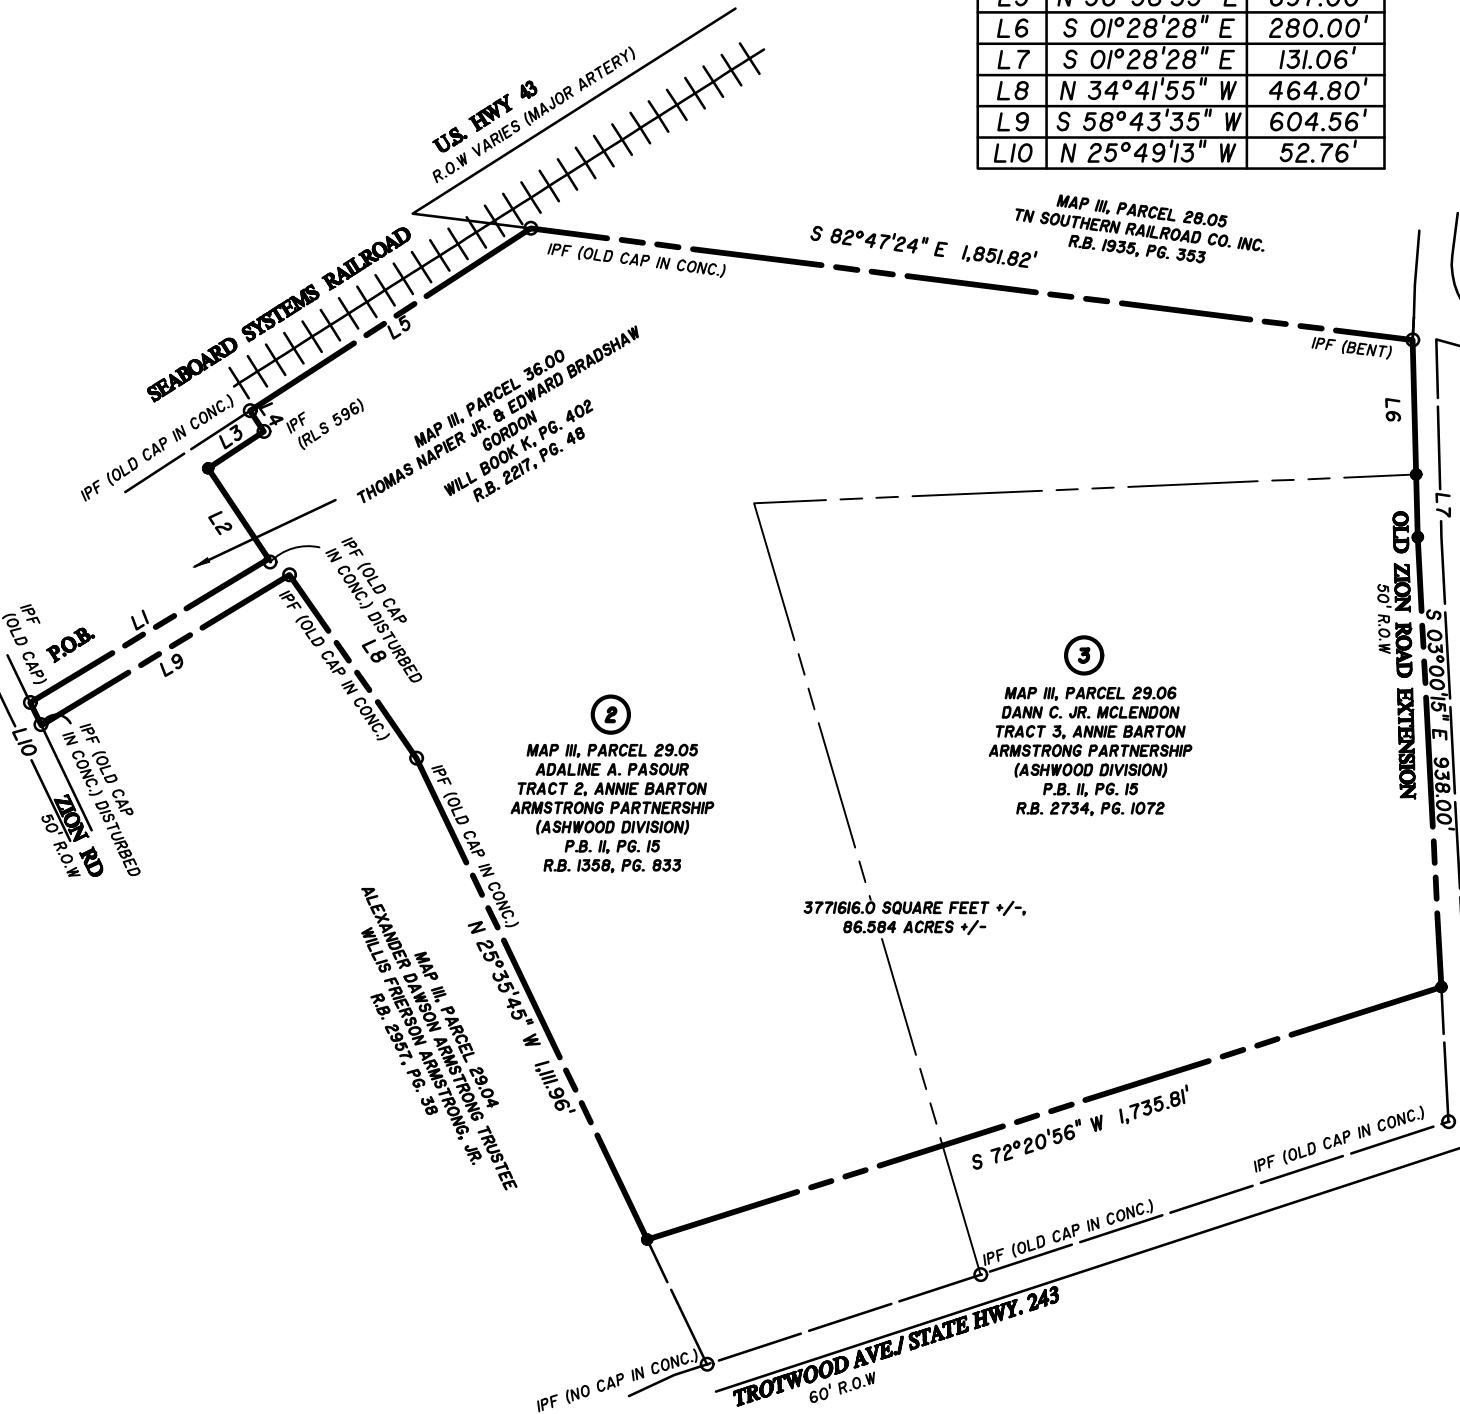 L6 S 01°28'28" E 280.00'
L7 S 01°28'28" E 131.06'
L8 N 34°41'55" W 464.80'
L9 S 58°43'35" W 604.56'
L10 N 25°49'13" W 52.76'
U.S. HWY 43
R.O.W VARIES (MAJOR ARTERY)
MAP 111, PARCEL 28.05
TN SOUTHERN RAILROAD CO. INC.
R.B. 1935, PG. 353
S 82°47'24" E 1,851.82'
IPF (OLD CAP IN CONC.)
IPF (BENT)
SEABOARD SYSTEMS RAILROAD
L5
IPF (OLD CAP IN CONC.)
L4
L3
IPF
(RLS 596)
MAP 111, PARCEL 36.00
THOMAS NAPIER JR. & EDWARD BRADSHAW
GORDON
WILL BOOK K, PG. 402
R.B. 2217, PG. 48
L6
L7
L2
OLD ZION ROAD EXTENSION
50' R.O.W
S 03°00'15" E 938.00'
IPF (OLD CAP
IN CONC.) DISTURBED
IPF
(OLD CAP)
P.O.B.
L1
L9
L8
IPF (OLD CAP IN CONC.)
L10
IPF (OLD CAP
IN CONC.) DISTURBED
ZION RD
50' R.O.W
2
MAP 111, PARCEL 29.05
ADALINE A. PASOUR
TRACT 2, ANNIE BARTON
ARMSTRONG PARTNERSHIP
(ASHWOOD DIVISION)
P.B. 11, PG. 15
R.B. 1358, PG. 833
3
MAP 111, PARCEL 29.06
DANN C. JR. MCLENDON
TRACT 3, ANNIE BARTON
ARMSTRONG PARTNERSHIP
(ASHWOOD DIVISION)
P.B. 11, PG. 15
R.B. 2734, PG. 1072
IPF (OLD CAP IN CONC.)
3771616.0 SQUARE FEET +/-,
86.584 ACRES +/-
N 25°35'45" W 1,111.96'
MAP 111, PARCEL 29.04
ALEXANDER DAWSON ARMSTRONG TRUSTEE
WILLIS FRIERSON ARMSTRONG, JR.
R.B. 2957, PG. 38
S 72°20'56" W 1,735.81'
IPF (OLD CAP IN CONC.)
IPF (OLD CAP IN CONC.)
IPF (NO CAP IN CONC.)
TROTWOOD AVE./ STATE HWY. 243
60' R.O.W